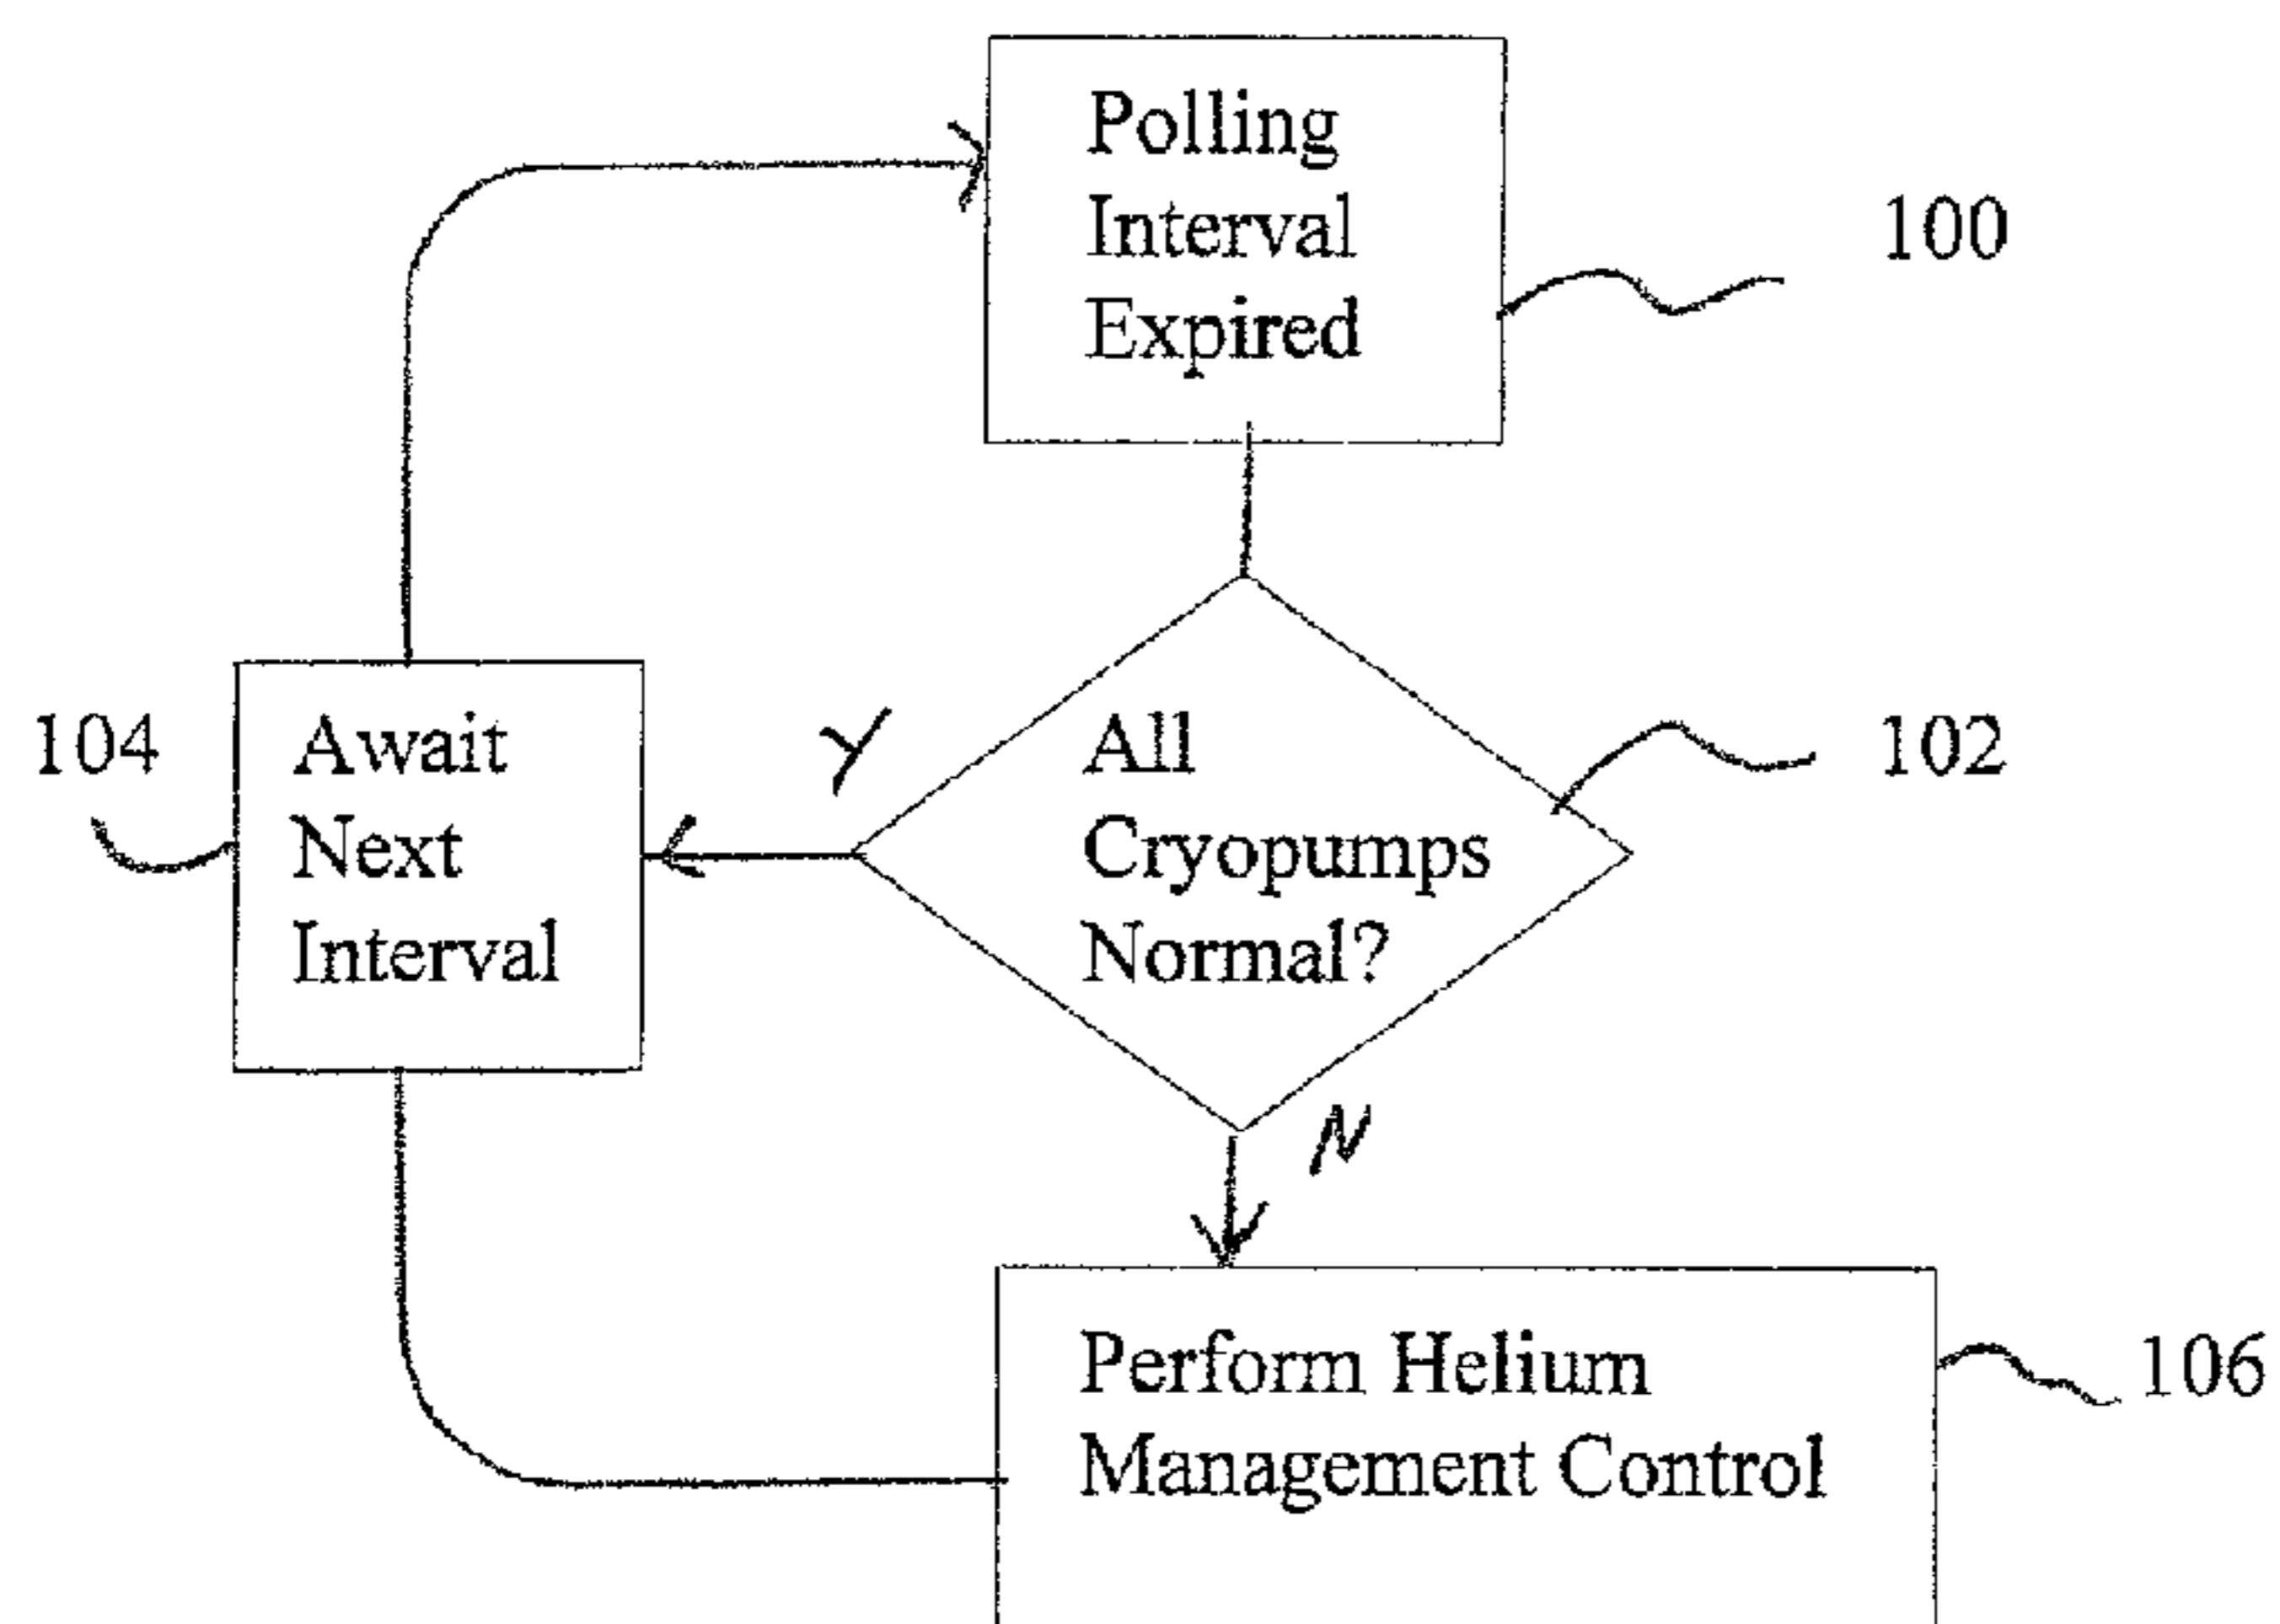 Polling
Interval
Expired
100
104
Await
Next
Interval
Y
All
Cryopumps
Normal?
102
N
Perform Helium
Management Control
106